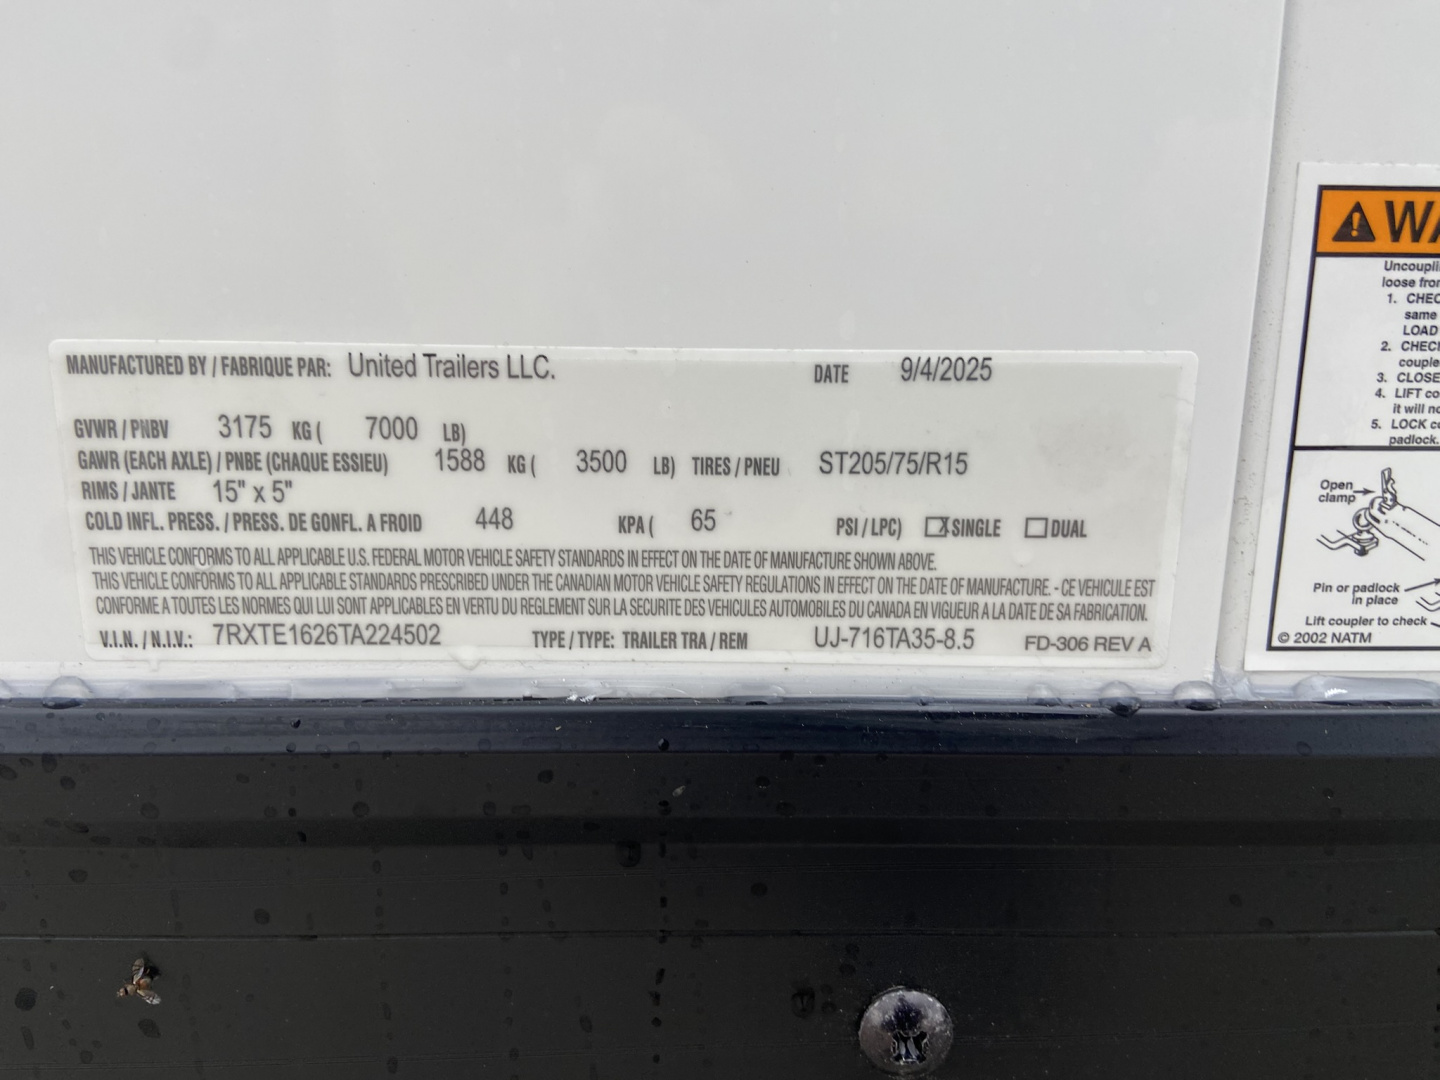 MANUFACTURED BY / FABRIQUE PAR: United Trailers LLC. DATE 9/4/2025
GVWR / PNBV 3175 KG ( 7000 LB)
GAWR (EACH AXLE) / PNBE (CHAQUE ESSIEU) 1588 KG ( 3500 LB) TIRES / PNEU ST205/75/R15
RIMS / JANTE 15" x 5"
COLD INFL. PRESS. / PRESS. DE GONFL. A FROID 448 KPA ( 65 PSI / LPC) X SINGLE DUAL
THIS VEHICLE CONFORMS TO ALL APPLICABLE U.S. FEDERAL MOTOR VEHICLE SAFETY STANDARDS IN EFFECT ON THE DATE OF MANUFACTURE SHOWN ABOVE.
THIS VEHICLE CONFORMS TO ALL APPLICABLE STANDARDS PRESCRIBED UNDER THE CANADIAN MOTOR VEHICLE SAFETY REGULATIONS IN EFFECT ON THE DATE OF MANUFACTURE. - CE VEHICULE EST
CONFORME A TOUTES LES NORMES QUI LUI SONT APPLICABLES EN VERTU DU REGLEMENT SUR LA SECURITE DES VEHICULES AUTOMOBILES DU CANADA EN VIGUEUR A LA DATE DE SA FABRICATION.
V.I.N. / N.I.V.: 7RXTE1626TA224502 TYPE / TYPE: TRAILER TRA / REM UJ-716TA35-8.5 FD-306 REV A
loose from
1. CHEC
same
LOAD
2. CHEC
couple
3. CLOSE
4. LIFT co
it will no
5. LOCK co
padlock.
Open
clamp
Pin or padlock
in place
Lift coupler to check
© 2002 NATM